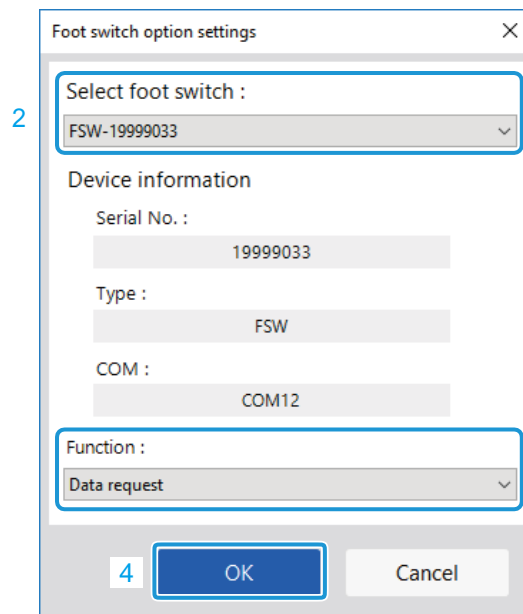 Foot switch option settings
2
Select foot switch :
FSW-19999033
Device information
Serial No. :
19999033
Type :
FSW
COM :
COM12
Function :
Data request
4
OK
Cancel